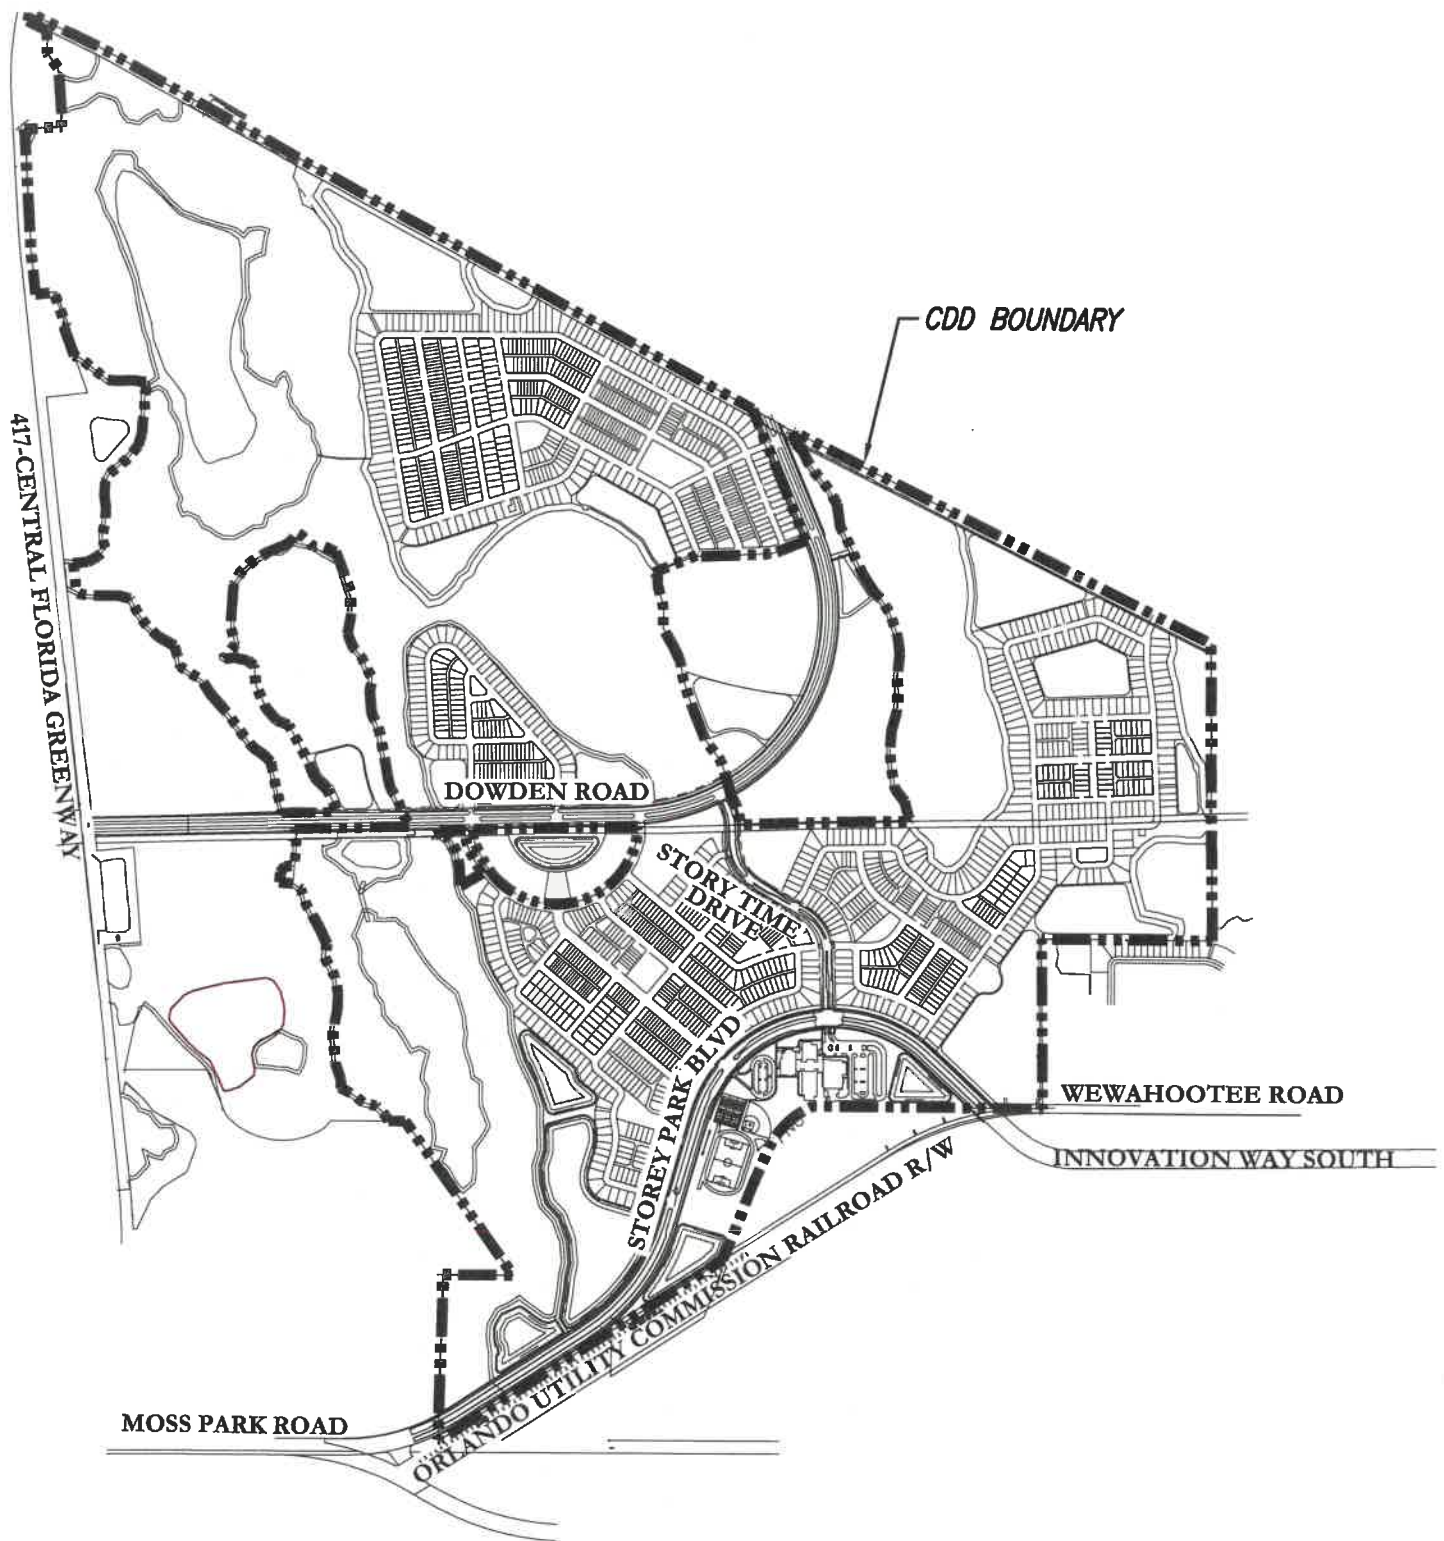 CDD BOUNDARY
417-CENTRAL FLORIDA GREENWAY
DOWDEN ROAD
STORY TIME
DRIVE
STOREY PARK BLVD
WEWAHOOTEE ROAD
INNOVATION WAY SOUTH
ORLANDO UTILITY COMMISSION RAILROAD R/W
MOSS PARK ROAD